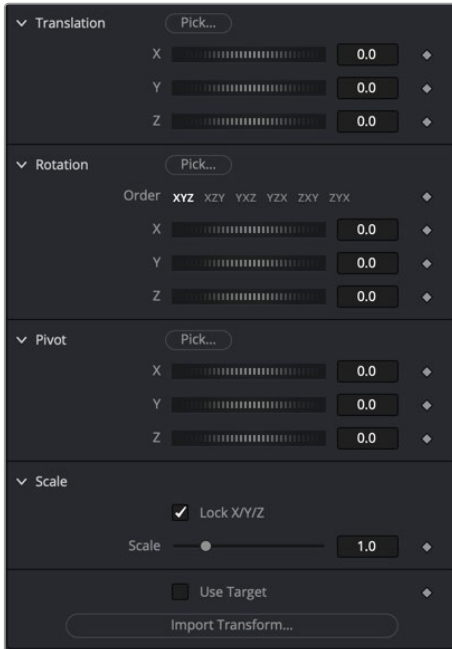 Translation Pick...
X 0.0
Y 0.0
Z 0.0
Rotation Pick...
Order XYZ XZY YXZ YZX ZXY ZYX
X 0.0
Y 0.0
Z 0.0
Pivot Pick...
X 0.0
Y 0.0
Z 0.0
Scale
Lock X/Y/Z
Scale 1.0
Use Target
Import Transform...